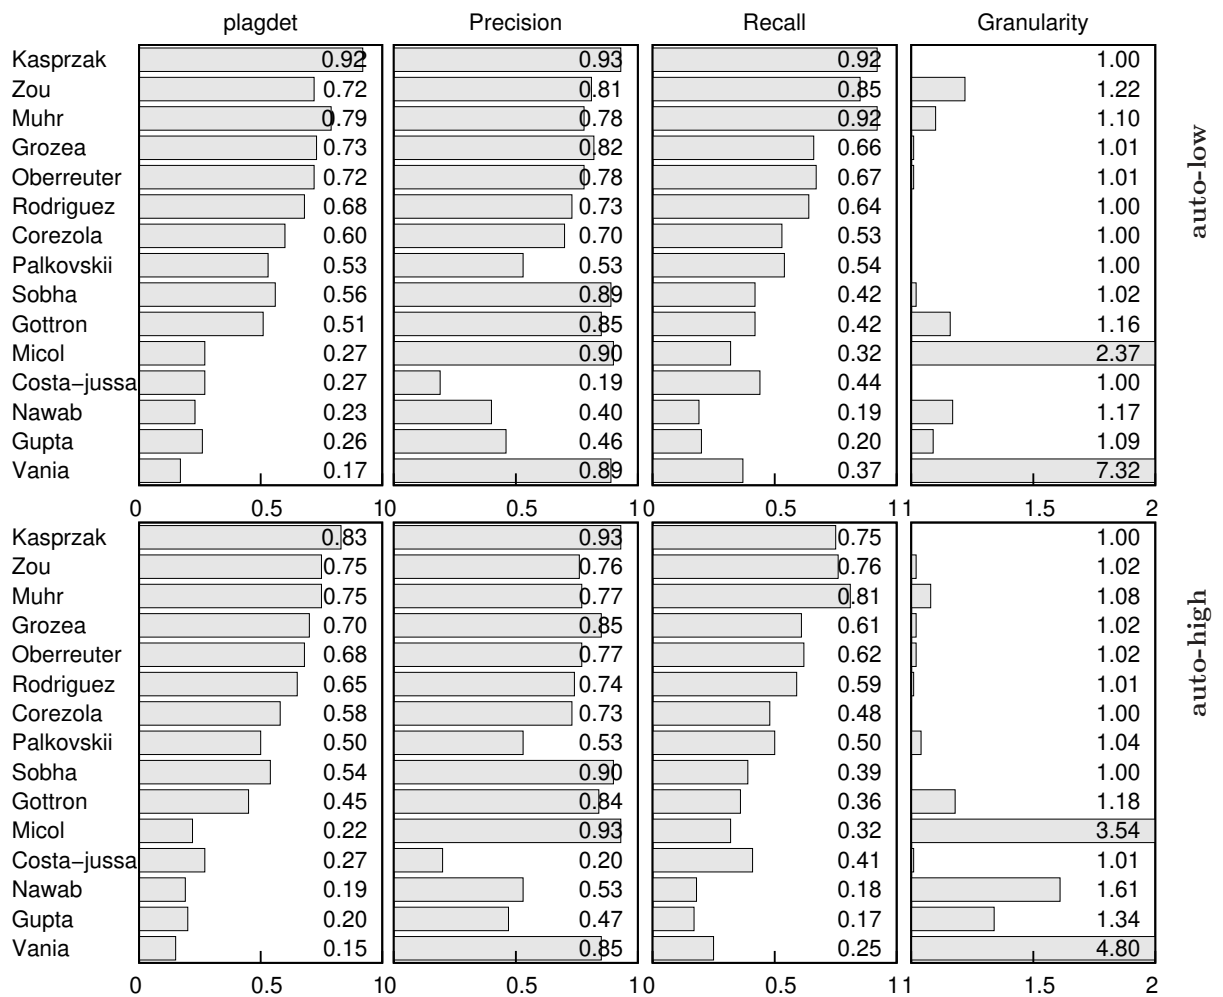 plagdet Precision Recall Granularity
Kasprzak 0.92 0.93 0.92 1.00
Zou 0.72 0.81 0.85 1.22
Muhr 0.79 0.78 0.92 1.10
Grozea 0.73 0.82 0.66 1.01
Oberreuter 0.72 0.78 0.67 1.01
Rodriguez 0.68 0.73 0.64 1.00
Corezola 0.60 0.70 0.53 1.00
Palkovskii 0.53 0.53 0.54 1.00
Sobha 0.56 0.89 0.42 1.02
Gottron 0.51 0.85 0.42 1.16
Micol 0.27 0.90 0.32 2.37
Costa−jussa 0.27 0.19 0.44 1.00
Nawab 0.23 0.40 0.19 1.17
Gupta 0.26 0.46 0.20 1.09
Vania 0.17 0.89 0.37 7.32
auto-low
0 0.5 1 0 0.5 1 0 0.5 1 1 1.5 2
Kasprzak 0.83 0.93 0.75 1.00
Zou 0.75 0.76 0.76 1.02
Muhr 0.75 0.77 0.81 1.08
Grozea 0.70 0.85 0.61 1.02
Oberreuter 0.68 0.77 0.62 1.02
Rodriguez 0.65 0.74 0.59 1.01
Corezola 0.58 0.73 0.48 1.00
Palkovskii 0.50 0.53 0.50 1.04
Sobha 0.54 0.90 0.39 1.00
Gottron 0.45 0.84 0.36 1.18
Micol 0.22 0.93 0.32 3.54
Costa−jussa 0.27 0.20 0.41 1.01
Nawab 0.19 0.53 0.18 1.61
Gupta 0.20 0.47 0.17 1.34
Vania 0.15 0.85 0.25 4.80
auto-high
0 0.5 1 0 0.5 1 0 0.5 1 1 1.5 2